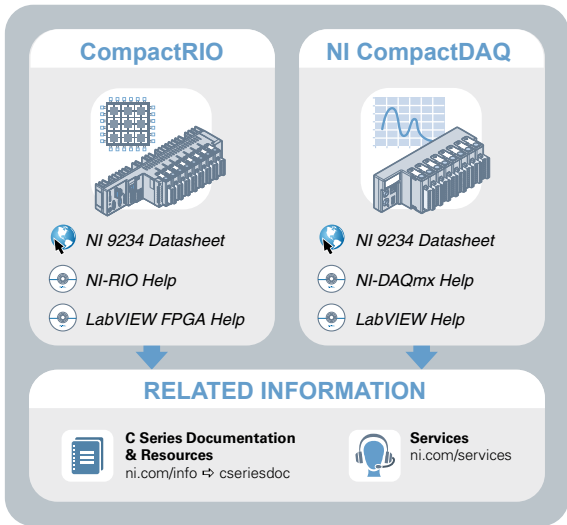 CompactRIO
NI 9234 Datasheet
NI-RIO Help
LabVIEW FPGA Help
NI CompactDAQ
NI 9234 Datasheet
NI-DAQmx Help
LabVIEW Help
RELATED INFORMATION
C Series Documentation
& Resources
ni.com/info ➪ cseriesdoc
Services
ni.com/services